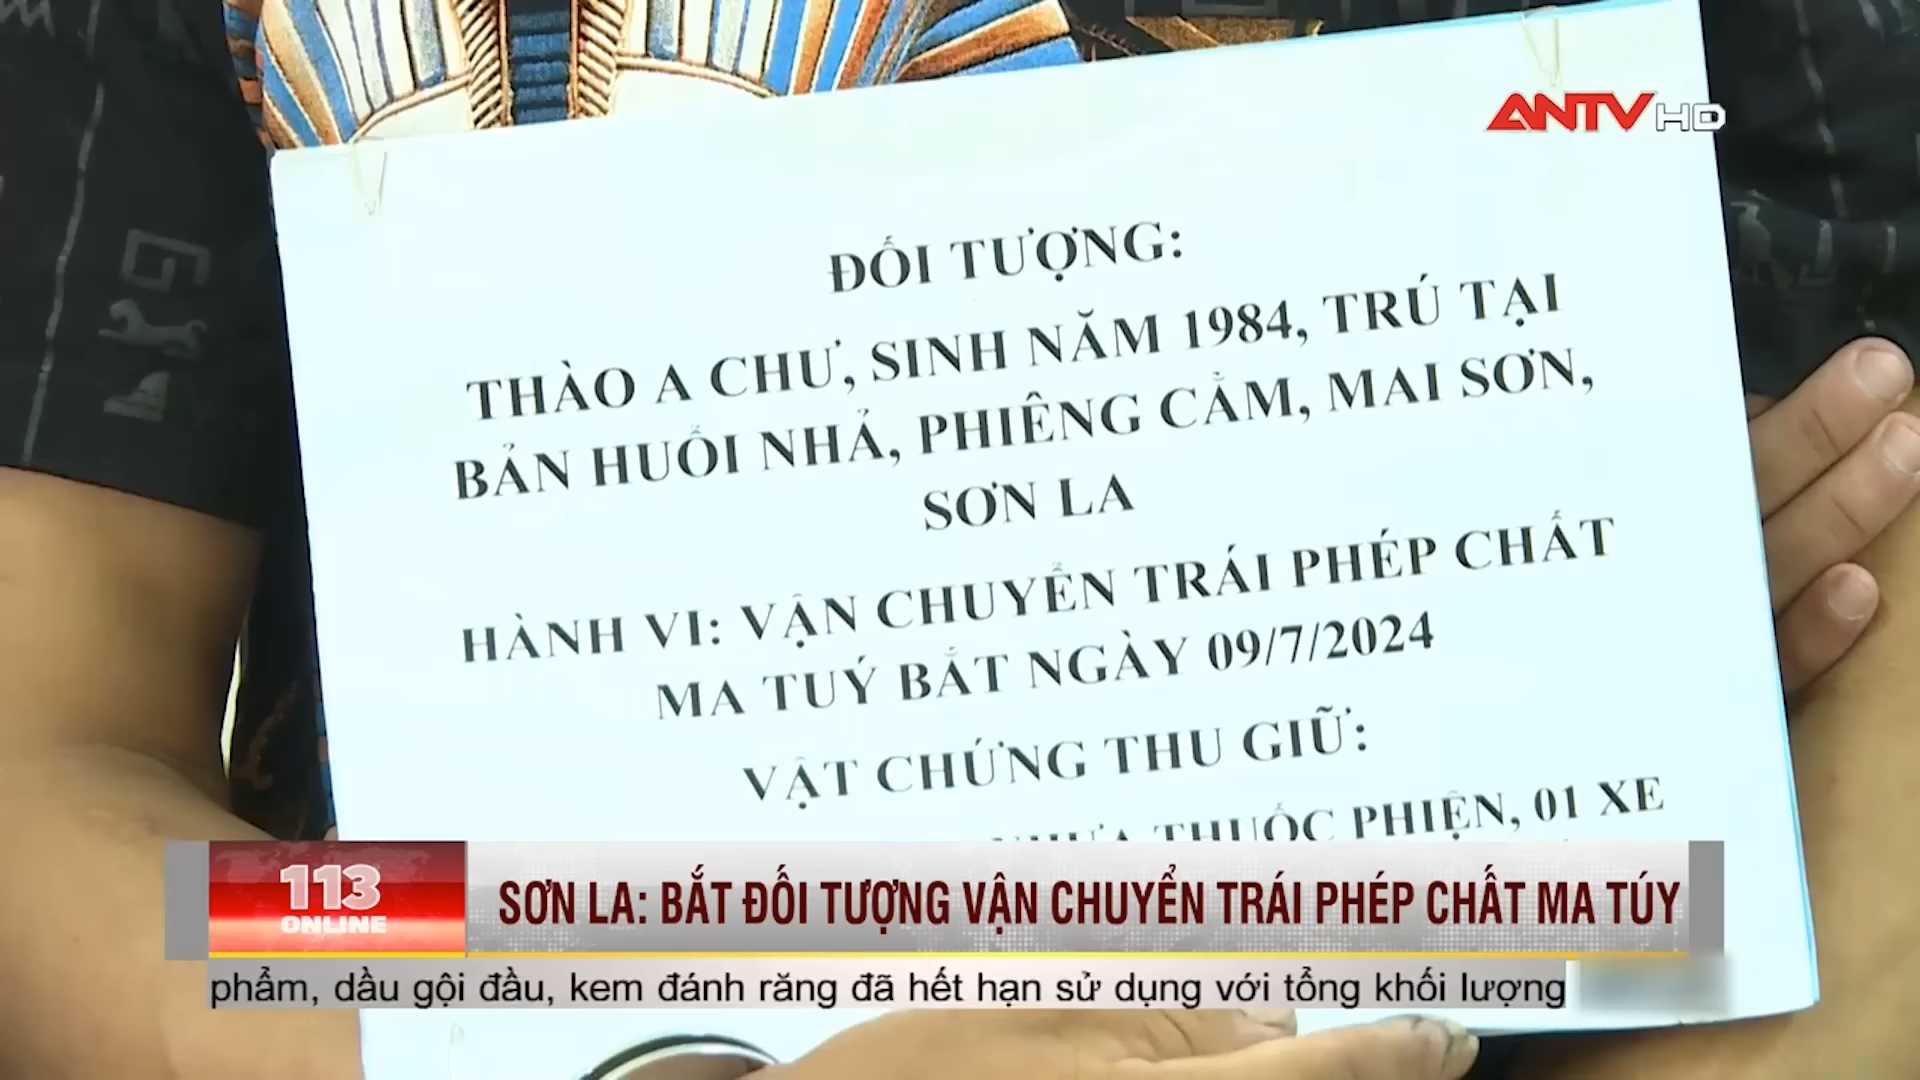 ANTV HD
ĐỐI TƯỢNG:
THÀO A CHƯ, SINH NĂM 1984, TRÚ TẠI
BẢN HUỔI NHẢ, PHIÊNG CẰM, MAI SƠN,
SƠN LA
HÀNH VI: VẬN CHUYỂN TRÁI PHÉP CHẤT
MA TUÝ BẮT NGÀY 09/7/2024
VẬT CHỨNG THU GIỮ:
NHỰA THUỐC PHIỆN, 01 XE
113
ONLINE
SƠN LA: BẮT ĐỐI TƯỢNG VẬN CHUYỂN TRÁI PHÉP CHẤT MA TÚY
phẩm, dầu gội đầu, kem đánh răng đã hết hạn sử dụng với tổng khối lượng